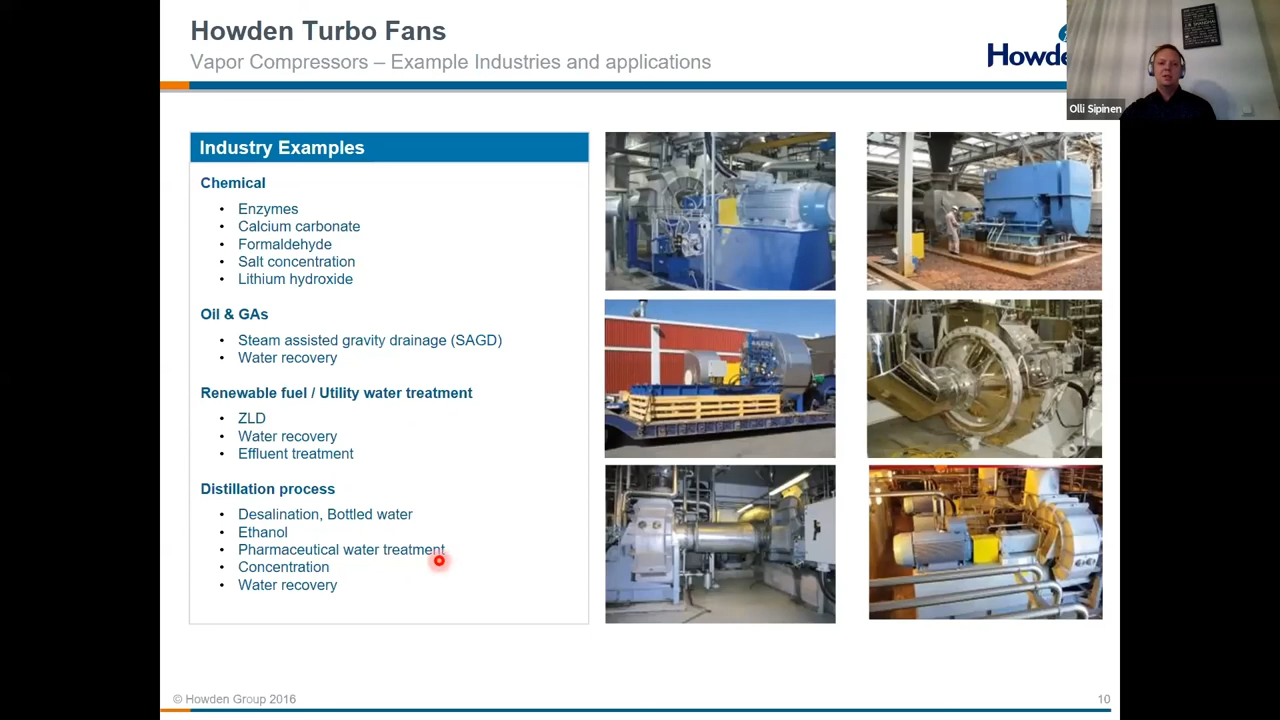 Howden Turbo Fans
Vapor Compressors – Example Industries and applications
Howde
Olli Sipinen
Industry Examples
Chemical
• Enzymes
• Calcium carbonate
• Formaldehyde
• Salt concentration
• Lithium hydroxide
Oil & GAs
• Steam assisted gravity drainage (SAGD)
• Water recovery
Renewable fuel / Utility water treatment
• ZLD
• Water recovery
• Effluent treatment
Distillation process
• Desalination, Bottled water
• Ethanol
• Pharmaceutical water treatment
• Concentration
• Water recovery
© Howden Group 2016
10